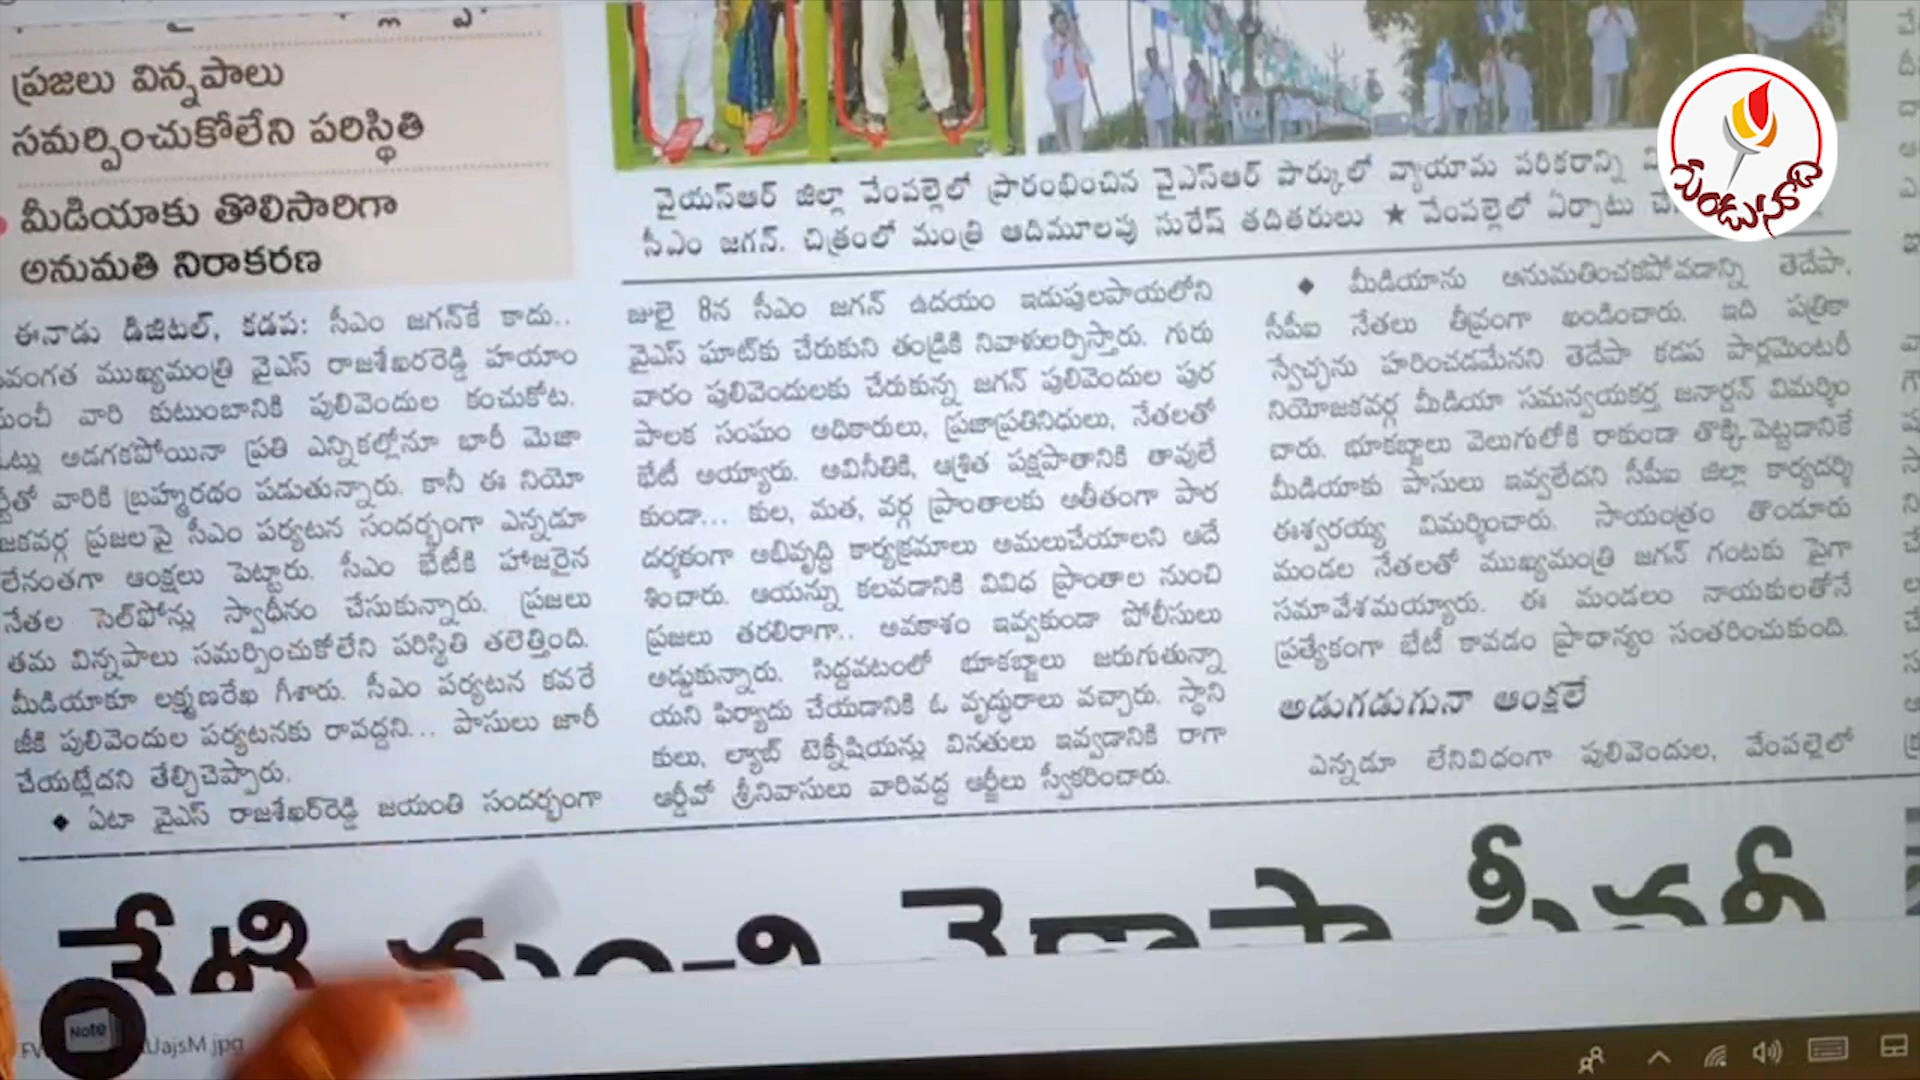 ప్రజలు విన్నపాలు
సమర్పించుకోలేని పరిస్థితి
మీడియాకు తొలిసారిగా
అనుమతి నిరాకరణ
ఈనాడు డిజిటల్, కడప: సీఎం జగన్‌కే కాదు..
వంగత ముఖ్యమంత్రి వైఎస్ రాజశేఖరరెడ్డి హయాం
నుంచీ వారి కుటుంబానికి పులివెందుల కంచుకోట.
ఓట్లు అడగకపోయినా ప్రతి ఎన్నికల్లోనూ భారీ మెజా
ర్టీతో వారికి బ్రహ్మరథం పడుతున్నారు. కానీ ఈ నియో
జకవర్గ ప్రజలపై సీఎం పర్యటన సందర్భంగా ఎన్నడూ
లేనంతగా ఆంక్షలు పెట్టారు. సీఎం భేటీకి హాజరైన
నేతల సెల్‌ఫోన్లు స్వాధీనం చేసుకున్నారు. ప్రజలు
తమ విన్నపాలు సమర్పించుకోలేని పరిస్థితి తలెత్తింది.
మీడియాకూ లక్ష్మణరేఖ గీశారు. సీఎం పర్యటన కవరే
జీకి పులివెందుల పర్యటనకు రావద్దని... పాసులు జారీ
చేయట్లేదని తేల్చిచెప్పారు.
◆ ఏటా వైఎస్ రాజశేఖర్‌రెడ్డి జయంతి సందర్భంగా
వైయస్ఆర్ జిల్లా వేంపల్లెలో ప్రారంభించిన వైఎస్ఆర్ పార్కులో వ్యాయామ పరికరాన్ని
సీఎం జగన్. చిత్రంలో మంత్రి ఆదిమూలపు సురేష్ తదితరులు ★ వేంపల్లెలో ఏర్పాటు
జులై 8న సీఎం జగన్ ఉదయం ఇడుపులపాయలోని
వైఎస్ ఘాట్‌కు చేరుకుని తండ్రికి నివాళులర్పిస్తారు. గురు
వారం పులివెందులకు చేరుకున్న జగన్ పులివెందుల పుర
పాలక సంఘం అధికారులు, ప్రజాప్రతినిధులు, నేతలతో
భేటీ అయ్యారు. అవినీతికి, ఆశ్రిత పక్షపాతానికి తావులే
కుండా... కుల, మత, వర్గ ప్రాంతాలకు అతీతంగా పార
దర్శకంగా అభివృద్ధి కార్యక్రమాలు అమలుచేయాలని ఆదే
శించారు. ఆయన్ను కలవడానికి వివిధ ప్రాంతాల నుంచి
ప్రజలు తరలిరాగా.. అవకాశం ఇవ్వకుండా పోలీసులు
అడ్డుకున్నారు. సిద్దవటంలో భూకబ్జాలు జరుగుతున్నా
యని ఫిర్యాదు చేయడానికి ఓ వృద్ధురాలు వచ్చారు. స్థాని
కులు, ల్యాబ్ టెక్నీషియన్లు వినతులు ఇవ్వడానికి రాగా
ఆర్డీవో శ్రీనివాసులు వారివద్ద ఆర్జీలు స్వీకరించారు.
◆ మీడియాను అనుమతించకపోవడాన్ని తెదేపా,
సీపీఐ నేతలు తీవ్రంగా ఖండించారు. ఇది పత్రికా
స్వేచ్ఛను హరించడమేనని తెదేపా కడప పార్లమెంటరీ
నియోజకవర్గ మీడియా సమన్వయకర్త జనార్దన్ విమర్శిం
చారు. భూకబ్జాలు వెలుగులోకి రాకుండా తొక్కి పెట్టడానికే
మీడియాకు పాసులు ఇవ్వలేదని సీపీఐ జిల్లా కార్యదర్శి
ఈశ్వరయ్య విమర్శించారు. సాయంత్రం తొండూరు
మండల నేతలతో ముఖ్యమంత్రి జగన్ గంటకు పైగా
సమావేశమయ్యారు. ఈ మండలం నాయకులతోనే
ప్రత్యేకంగా భేటీ కావడం ప్రాధాన్యం సంతరించుకుంది.
అడుగడుగునా ఆంక్షలే
ఎన్నడూ లేనివిధంగా పులివెందుల, వేంపల్లెలో
Note
UajsM.jpg